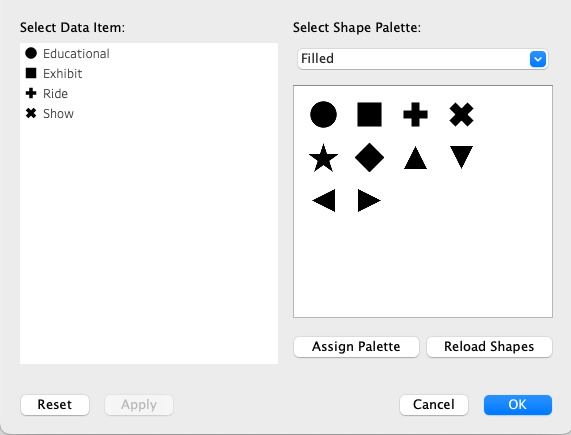 Select Data Item:
Educational
Exhibit
Ride
Show
Select Shape Palette:
Filled
Assign Palette
Reload Shapes
Reset
Apply
Cancel
OK